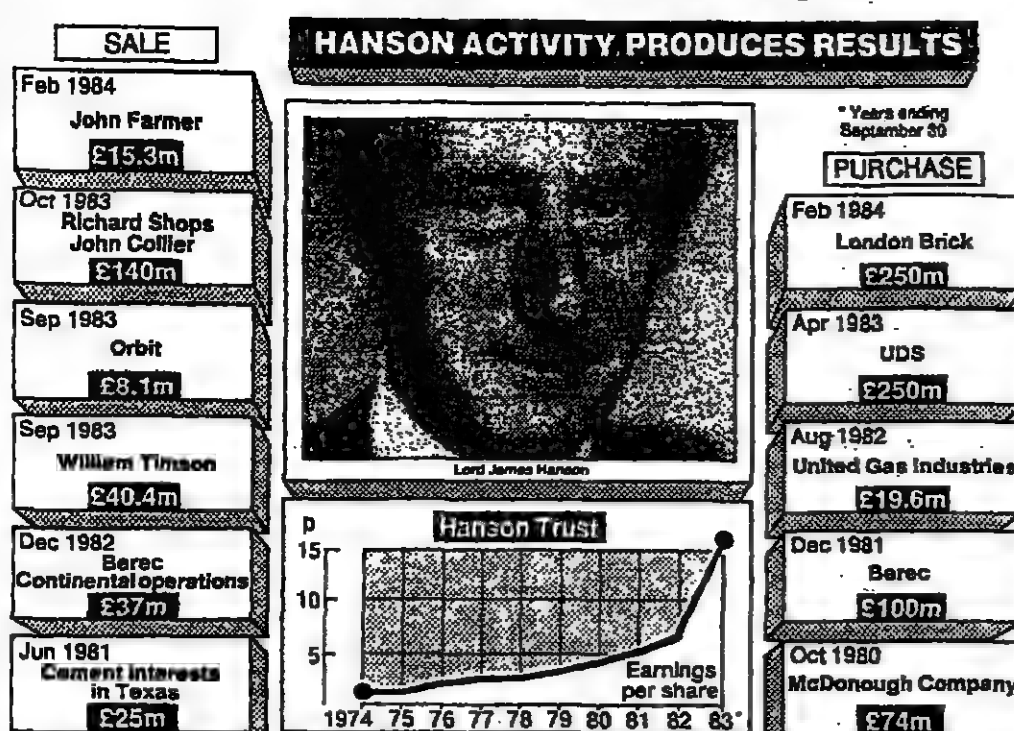 SALE
Feb 1984
John Farmer
£15.3m
Oct 1983
Richard Shops
John Collier
£140m
Sep 1983
Orbit
£8.1m
Sep 1983
William Timson
£40.4m
Dec 1982
Berec
Continental operations
£37m
Jun 1981
Cement interests
in Texas
£25m
HANSON ACTIVITY PRODUCES RESULTS
Lord James Hanson
p
Hanson Trust
15
10
5
Earnings
per share
1974 75 76 77 78 79 80 81 82 83*
* Years ending
September 30
PURCHASE
Feb 1984
London Brick
£250m
Apr 1983
UDS
£250m
Aug 1982
United Gas Industries
£19.6m
Dec 1981
Berec
£100m
Oct 1980
McDonough Company
£74m